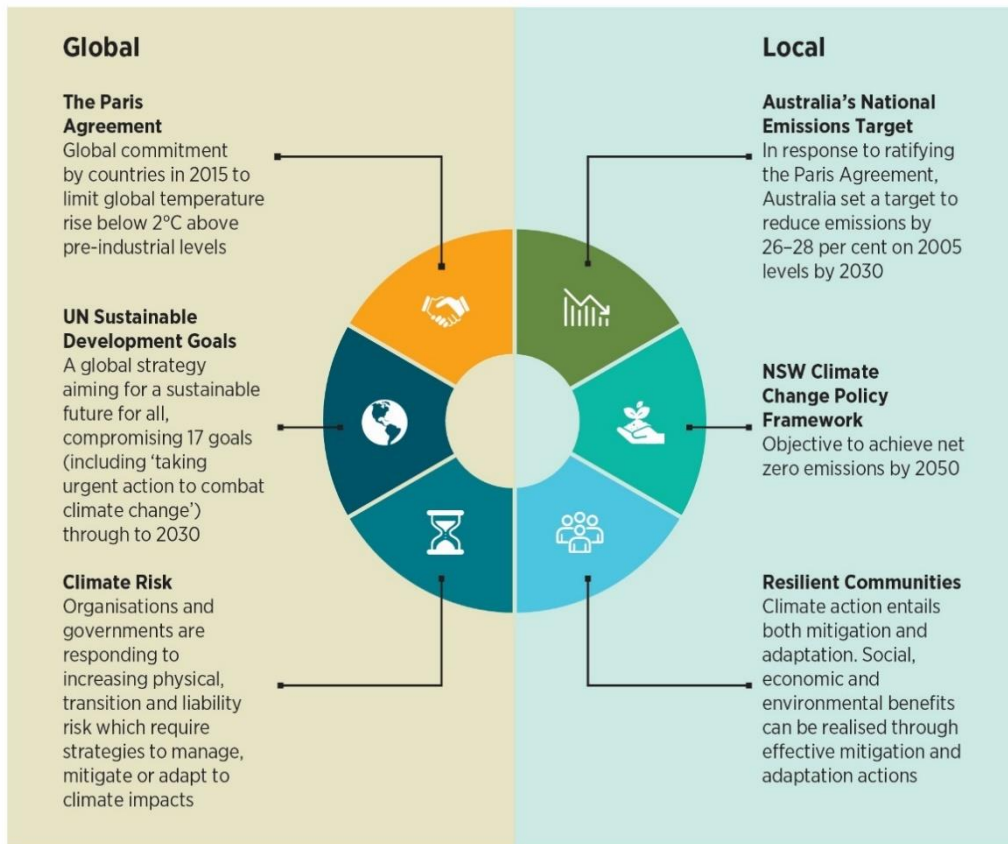 Global
The Paris
Agreement
Global commitment
by countries in 2015 to
limit global temperature
rise below 2°C above
pre-industrial levels
UN Sustainable
Development Goals
A global strategy
aiming for a sustainable
future for all,
compromising 17 goals
(including ‘taking
urgent action to combat
climate change’)
through to 2030
Climate Risk
Organisations and
governments are
responding to
increasing physical,
transition and liability
risk which require
strategies to manage,
mitigate or adapt to
climate impacts
Local
Australia’s National
Emissions Target
In response to ratifying
the Paris Agreement,
Australia set a target to
reduce emissions by
26–28 per cent on 2005
levels by 2030
NSW Climate
Change Policy
Framework
Objective to achieve net
zero emissions by 2050
Resilient Communities
Climate action entails
both mitigation and
adaptation. Social,
economic and
environmental benefits
can be realised through
effective mitigation and
adaptation actions